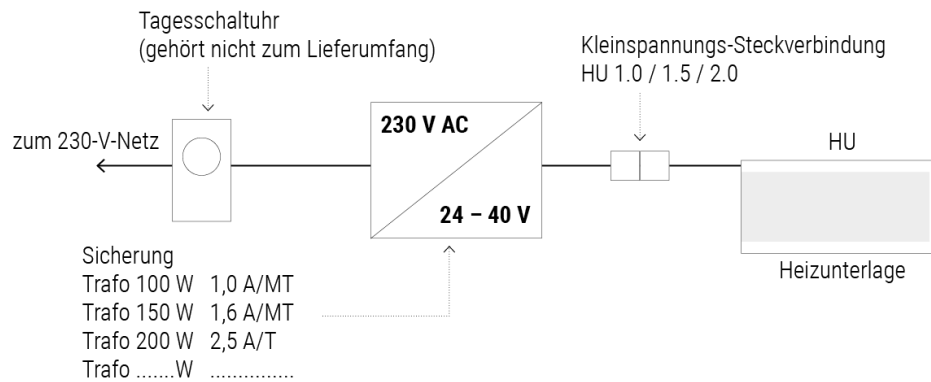 Tagesschaltuhr
(gehört nicht zum Lieferumfang)
Kleinspannungs-Steckverbindung
HU 1.0 / 1.5 / 2.0
zum 230-V-Netz
230 V AC
24 – 40 V
HU
Heizunterlage
Sicherung
Trafo 100 W 1,0 A/MT
Trafo 150 W 1,6 A/MT
Trafo 200 W 2,5 A/T
Trafo .......W ...............